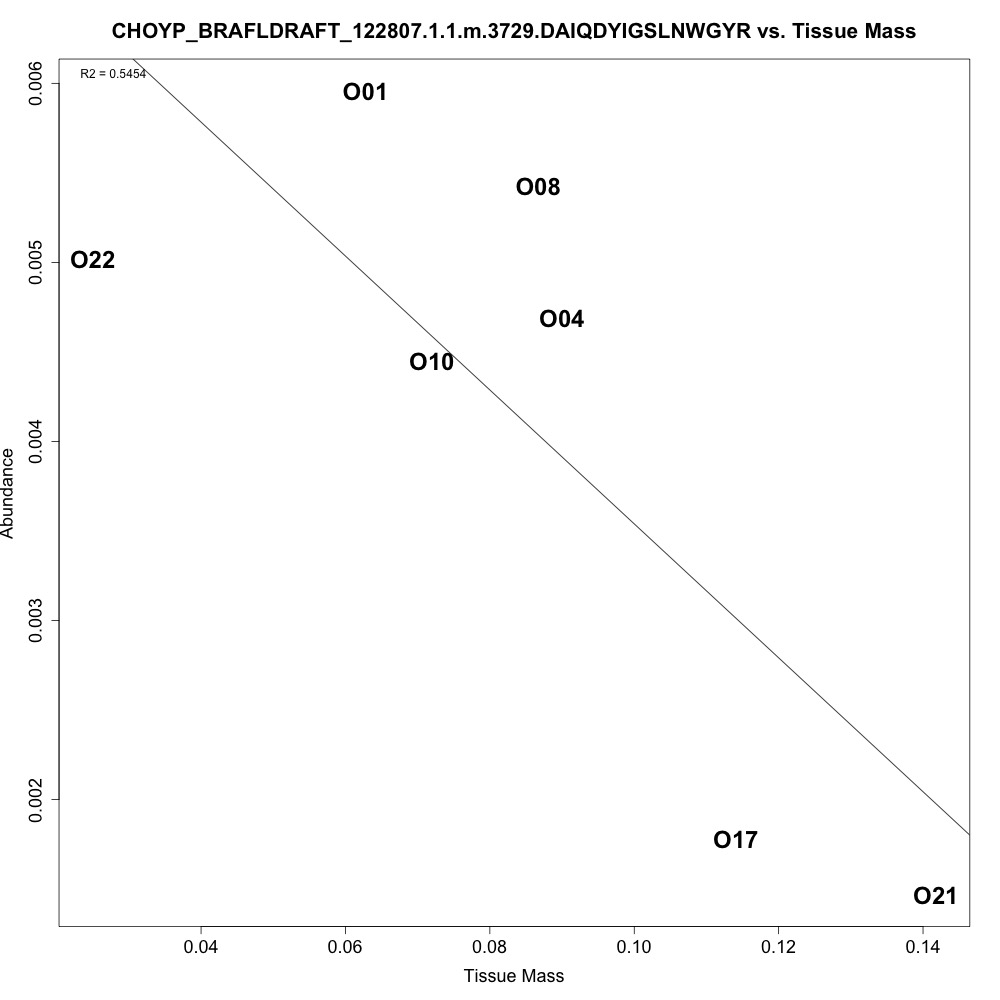 CHOYP_BRAFLDRAFT_122807.1.1.m.3729.DAIQDYIGSLNWGYR vs. Tissue Mass
R2 = 0.5454
0.006
O01
O08
0.005
O22
O04
O10
0.004
Abundance
0.003
0.002
O17
O21
0.04 0.06 0.08 0.10 0.12 0.14
Tissue Mass